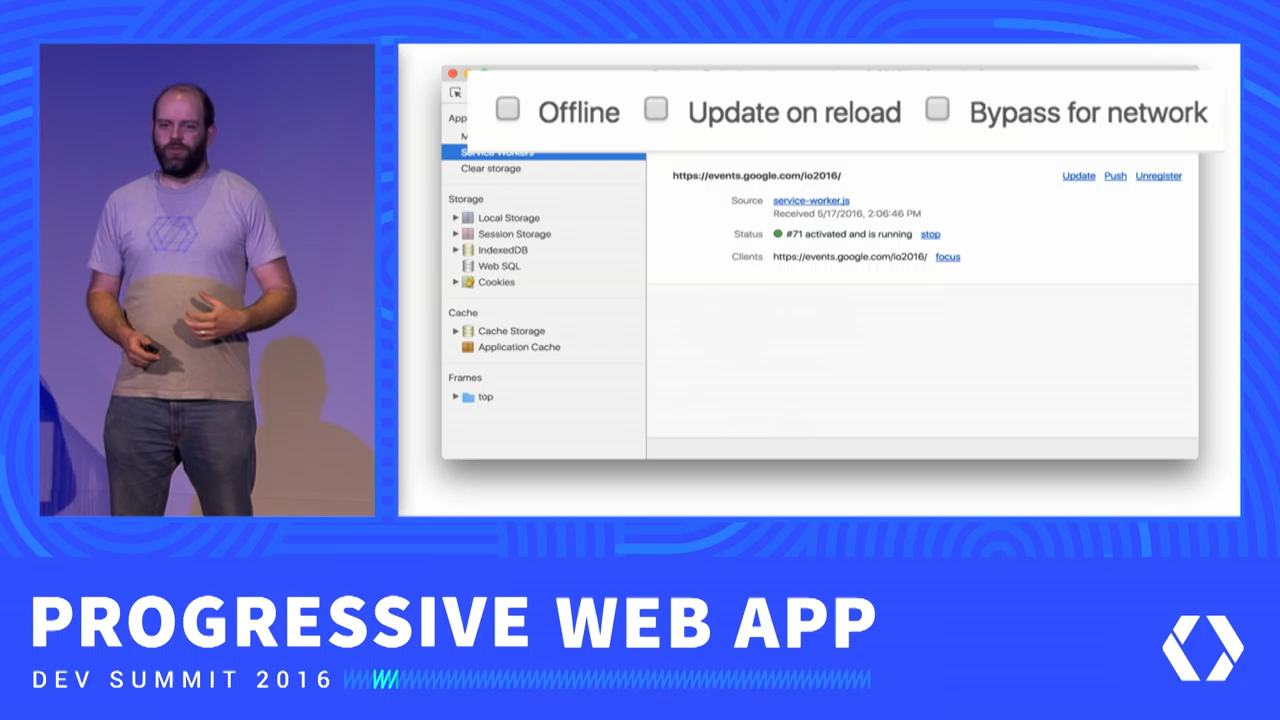 Offline Update on reload Bypass for network
App
M
Service Workers
Clear storage
Storage
Local Storage
Session Storage
IndexedDB
Web SQL
Cookies
Cache
Cache Storage
Application Cache
Frames
top
https://events.google.com/io2016/ Update Push Unregister
Source service-worker.js
Received 5/17/2016, 2:06:46 PM
Status #71 activated and is running stop
Clients https://events.google.com/io2016/ focus
PROGRESSIVE WEB APP
DEV SUMMIT 2016